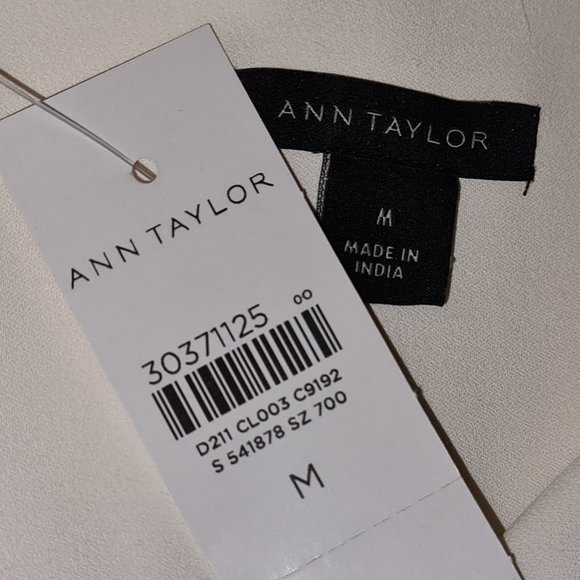 ANN TAYLOR
M
MADE IN
INDIA
ANN TAYLOR
00
30371125
D211 CL003 C9192
S 541878 SZ 700
M